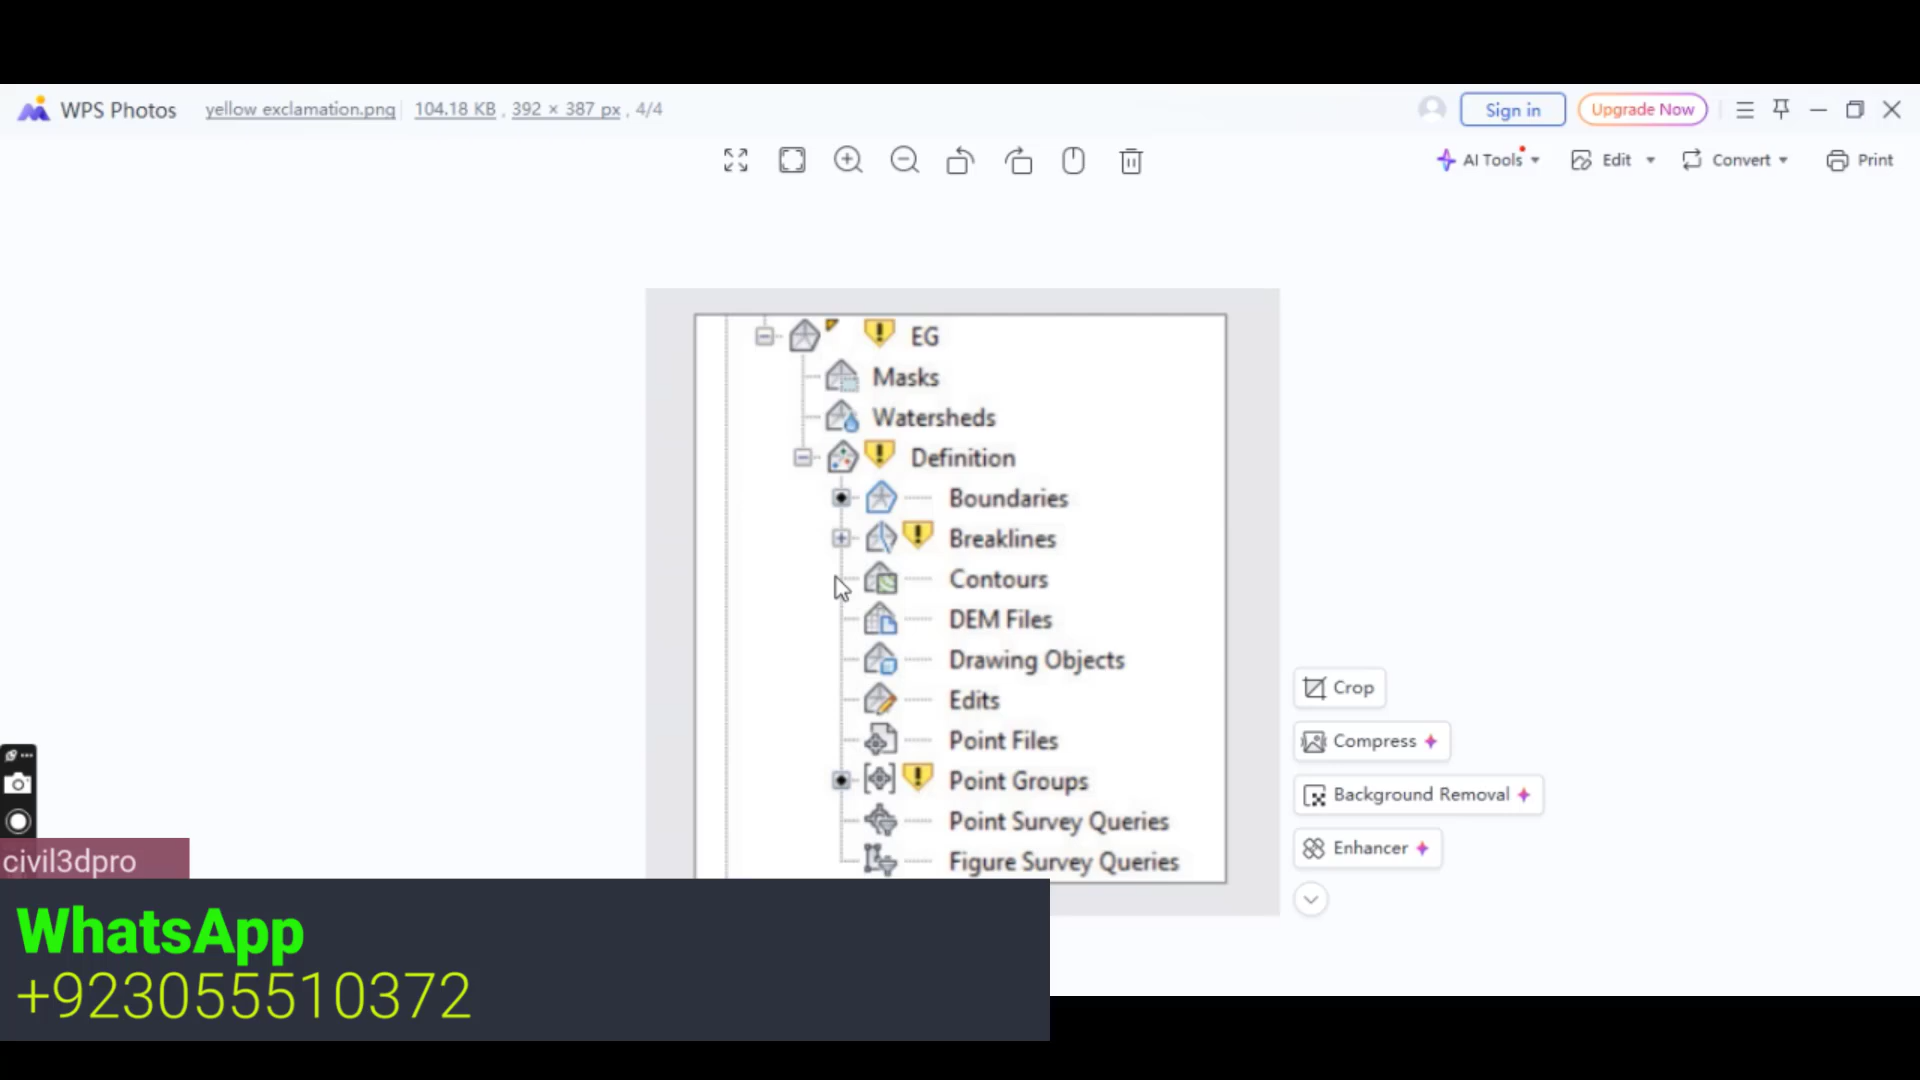 WPS Photos yellow exclamation.png 104.18 KB , 392 × 387 px , 4/4 Sign in Upgrade Now
AI Tools Edit Convert Print
EG
Masks
Watersheds
Definition
Boundaries
Breaklines
Contours
DEM Files
Drawing Objects
Edits
Point Files
Point Groups
Point Survey Queries
Figure Survey Queries
Crop
Compress
Background Removal
Enhancer
civil3dpro
WhatsApp
+923055510372